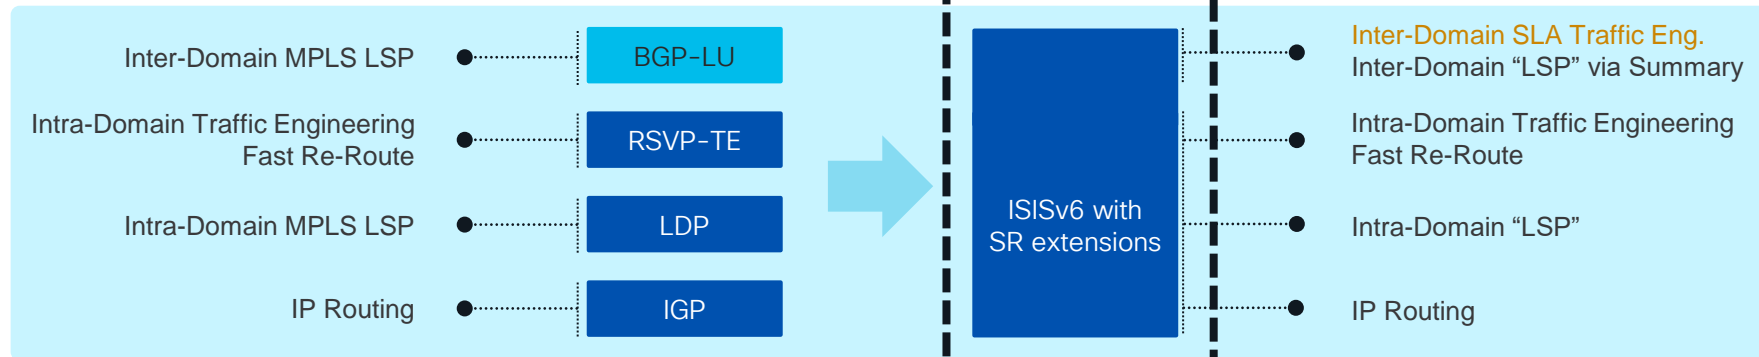 Inter-Domain MPLS LSP
BGP-LU
Intra-Domain Traffic Engineering
Fast Re-Route
RSVP-TE
Intra-Domain MPLS LSP
LDP
IP Routing
IGP
ISISv6 with
SR extensions
Inter-Domain SLA Traffic Eng.
Inter-Domain “LSP” via Summary
Intra-Domain Traffic Engineering
Fast Re-Route
Intra-Domain “LSP”
IP Routing